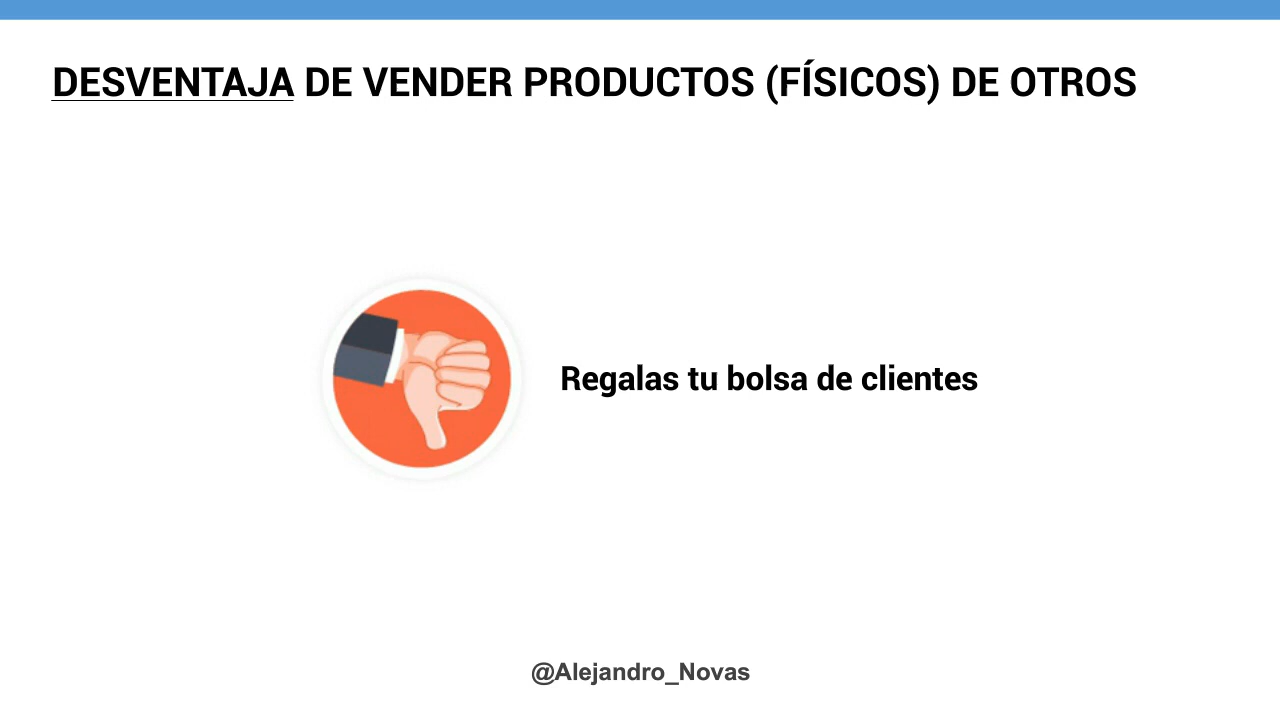 DESVENTAJA DE VENDER PRODUCTOS (FÍSICOS) DE OTROS
Regalas tu bolsa de clientes
@Alejandro_Novas